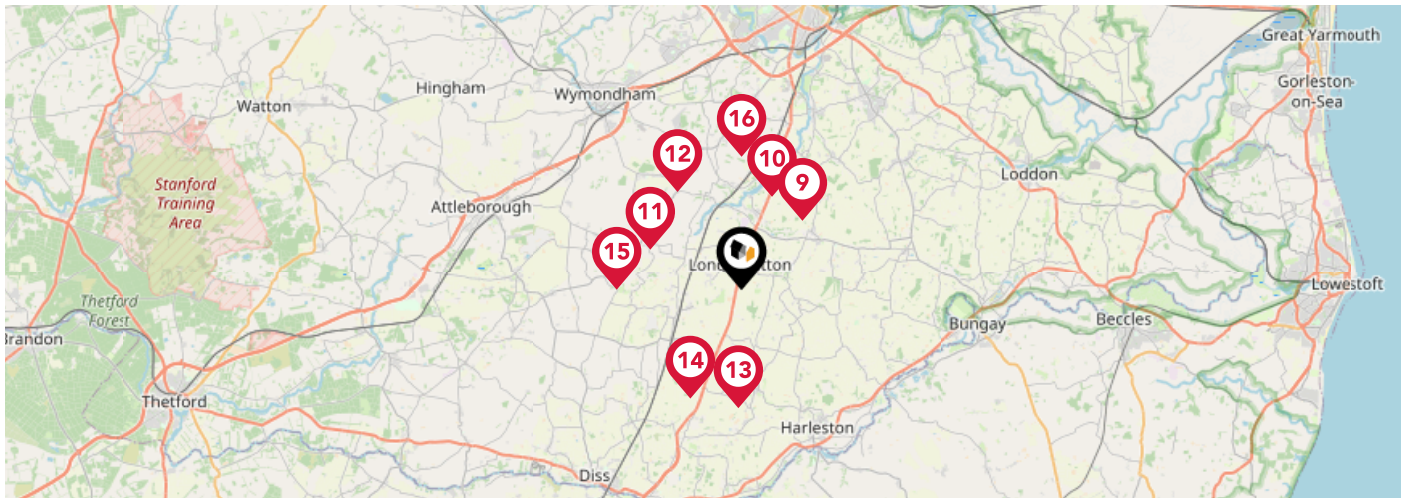 Great Yarmouth
Gorleston-
on-Sea
Hingham
Wymondham
Watton
16
12
10
9
Stanford
Training
Area
Loddon
Attleborough
11
15
Lowestoft
Thetford
Forest
Bungay
Beccles
Brandon
14
13
Thetford
Harleston
Diss